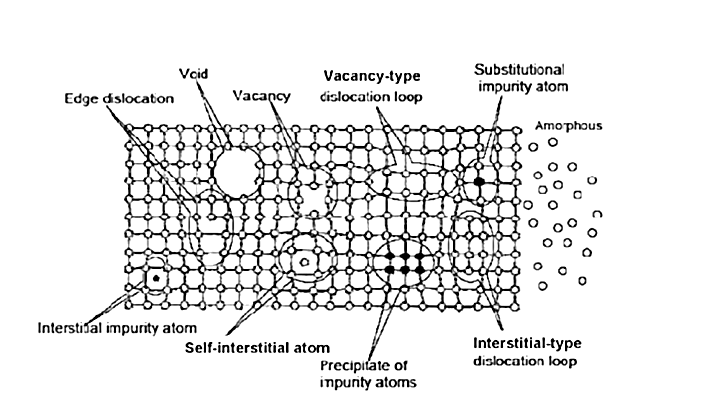 Void
Vacancy-type
dislocation loop
Substitutional
impurity atom
Edge dislocation
Vacancy
Amorphous
Interstitial impurity atom
Self-interstitial atom
Precipitate of
impurity atoms
Interstitial-type
dislocation loop